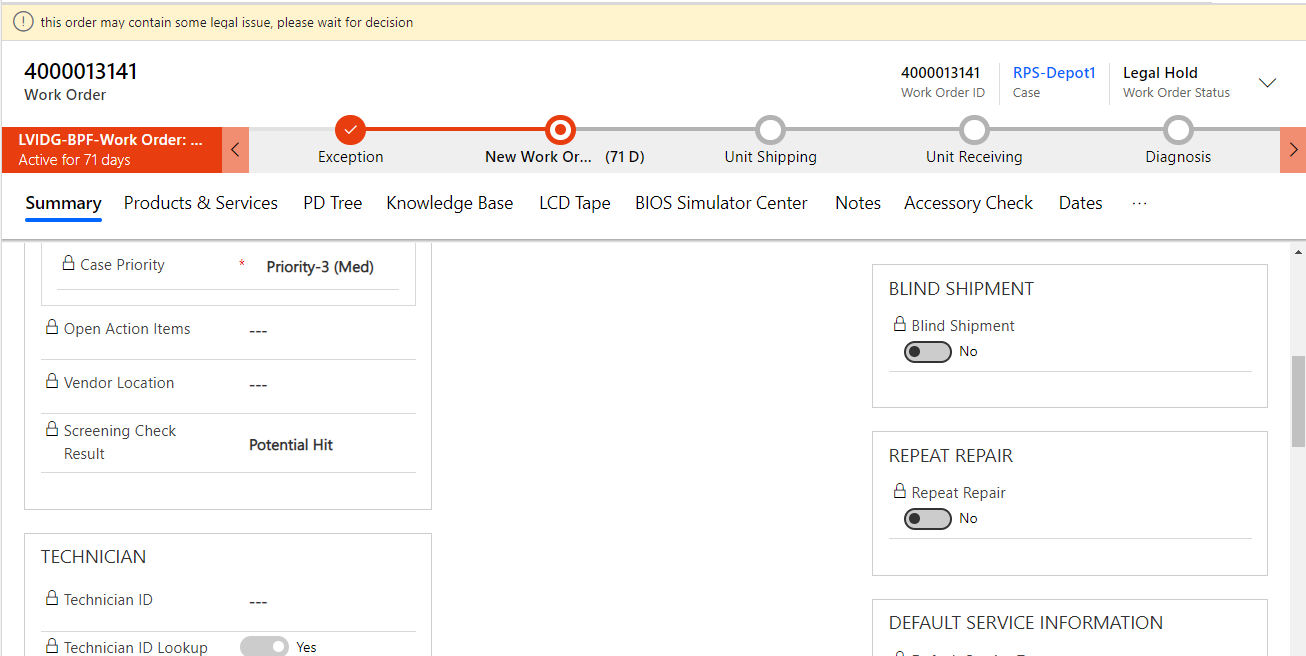 this order may contain some legal issue, please wait for decision
4000013141
Work Order
4000013141
Work Order ID
RPS-Depot1
Case
Legal Hold
Work Order Status
LVIDG-BPF-Work Order: ...
Active for 71 days
Exception
New Work Or... (71 D)
Unit Shipping
Unit Receiving
Diagnosis
Summary
Products & Services
PD Tree
Knowledge Base
LCD Tape
BIOS Simulator Center
Notes
Accessory Check
Dates
...
Case Priority * Priority-3 (Med)
Open Action Items ---
Vendor Location ---
Screening Check
Result
Potential Hit
TECHNICIAN
Technician ID ---
Technician ID Lookup Yes
BLIND SHIPMENT
Blind Shipment
No
REPEAT REPAIR
Repeat Repair
No
DEFAULT SERVICE INFORMATION